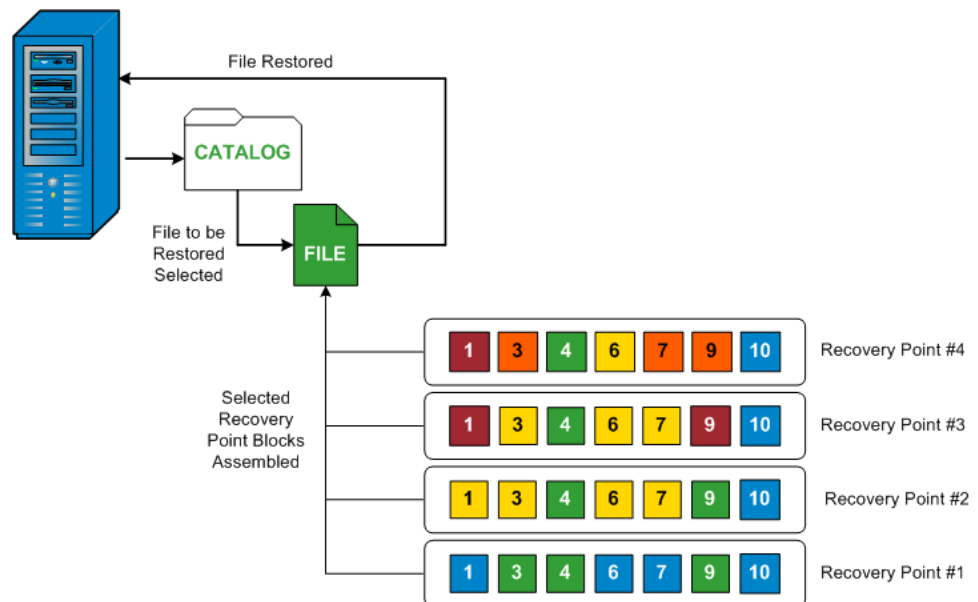 File Restored
CATALOG
File to be
Restored
Selected
FILE
1 3 4 6 7 9 10
Recovery Point #4
Selected
Recovery
Point Blocks
Assembled
1 3 4 6 7 9 10
Recovery Point #3
1 3 4 6 7 9 10
Recovery Point #2
1 3 4 6 7 9 10
Recovery Point #1